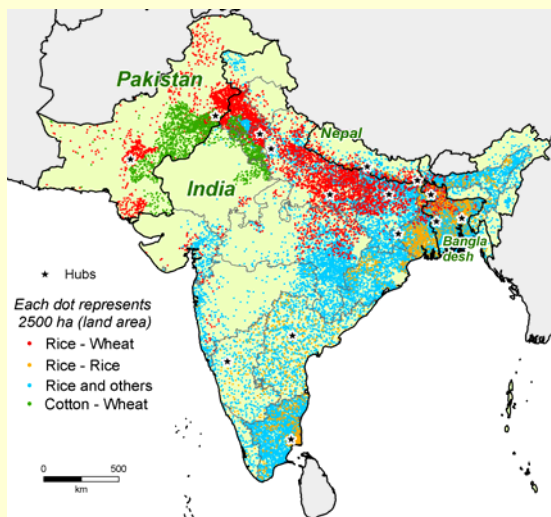 Pakistan
Nepal
India
Bangla
desh
Hubs
Each dot represents
2500 ha (land area)
Rice - Wheat
Rice - Rice
Rice and others
Cotton - Wheat
0 500
km